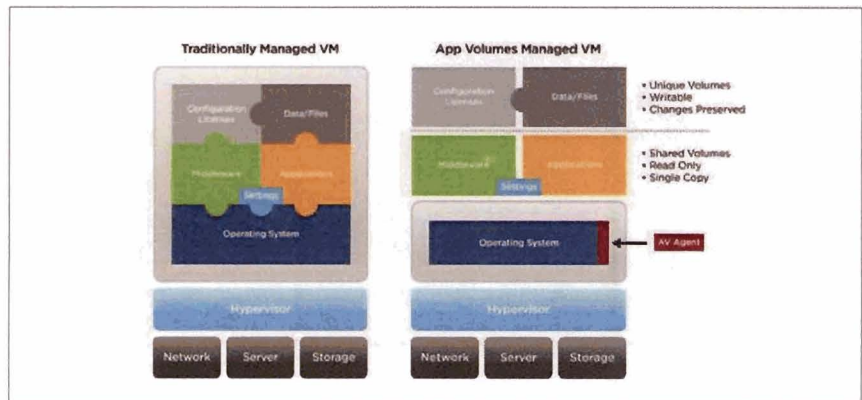 Traditionally Managed VM
App Volumes Managed VM
Configuration
Licenses
Data/Files
Middleware
Applications
Settings
Operating System
Hypervisor
Network
Server
Storage
Configuration
Licenses
Data/Files
• Unique Volumes
• Writable
• Changes Preserved
Middleware
Applications
Settings
• Shared Volumes
• Read Only
• Single Copy
Operating System
AV Agent
Hypervisor
Network
Server
Storage